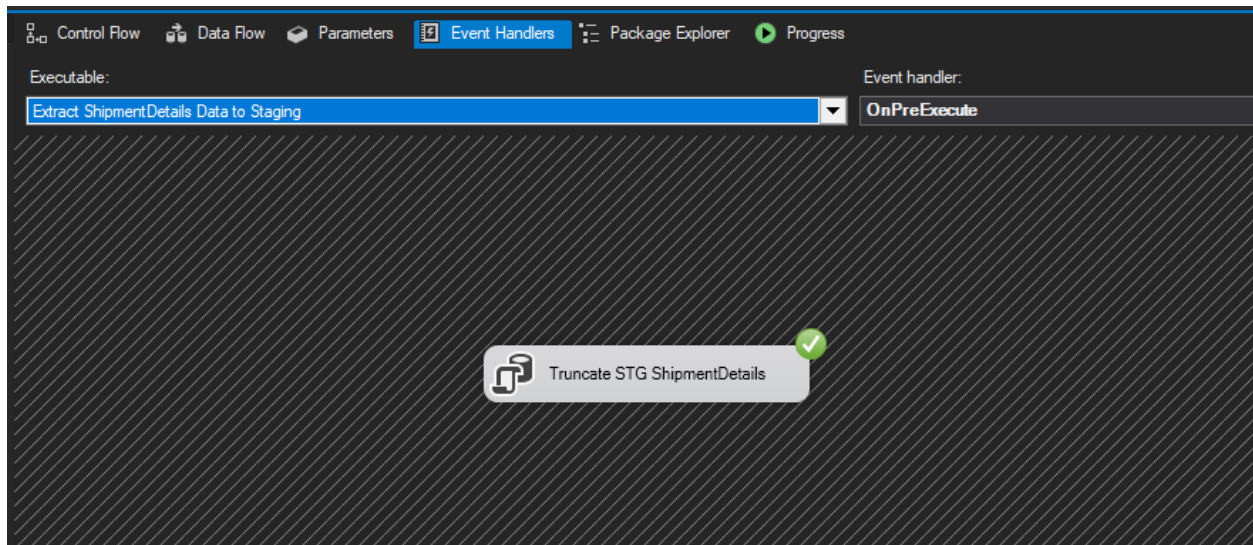 Control Flow Data Flow Parameters Event Handlers Package Explorer Progress
Executable: Event handler:
Extract ShipmentDetails Data to Staging OnPreExecute
Truncate STG ShipmentDetails